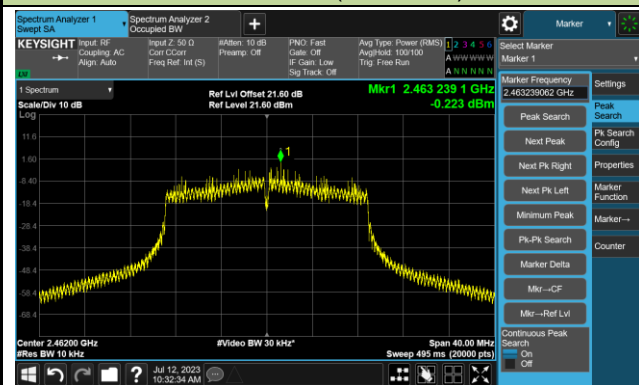 Spectrum Analyzer 1
Swept SA
Spectrum Analyzer 2
Occupied BW
Marker
KEYSIGHT
Input: RF
Coupling: AC
Align: Auto
Input Z: 50 Ω
Corr CCorr
Freq Ref: Int (S)
#Atten: 10 dB
Preamp: Off
PNO: Fast
Gate: Off
IF Gain: Low
Sig Track: Off
Avg Type: Power (RMS)
Avg|Hold: 100/100
Trig: Free Run
1 2 3 4 5 6
A W W W W W
A N N N N N
LXI
Select Marker
Marker 1
1 Spectrum
Scale/Div 10 dB
Log
Ref Lvl Offset 21.60 dB
Ref Level 21.60 dBm
Mkr1 2.463 239 1 GHz
-0.223 dBm
1
11.6
1.60
-8.40
-18.4
-28.4
-38.4
-48.4
-58.4
-68.4
Center 2.46200 GHz
#Res BW 10 kHz
#Video BW 30 kHz*
Span 40.00 MHz
Sweep 495 ms (20000 pts)
Marker Frequency
2.463239062 GHz
Peak Search
Next Peak
Next Pk Right
Next Pk Left
Minimum Peak
Pk-Pk Search
Marker Delta
Mkr→CF
Mkr→Ref Lvl
Continuous Peak
Search
On
Off
Settings
Peak
Search
Pk Search
Config
Properties
Marker
Function
Marker→
Counter
Jul 12, 2023
10:32:34 AM